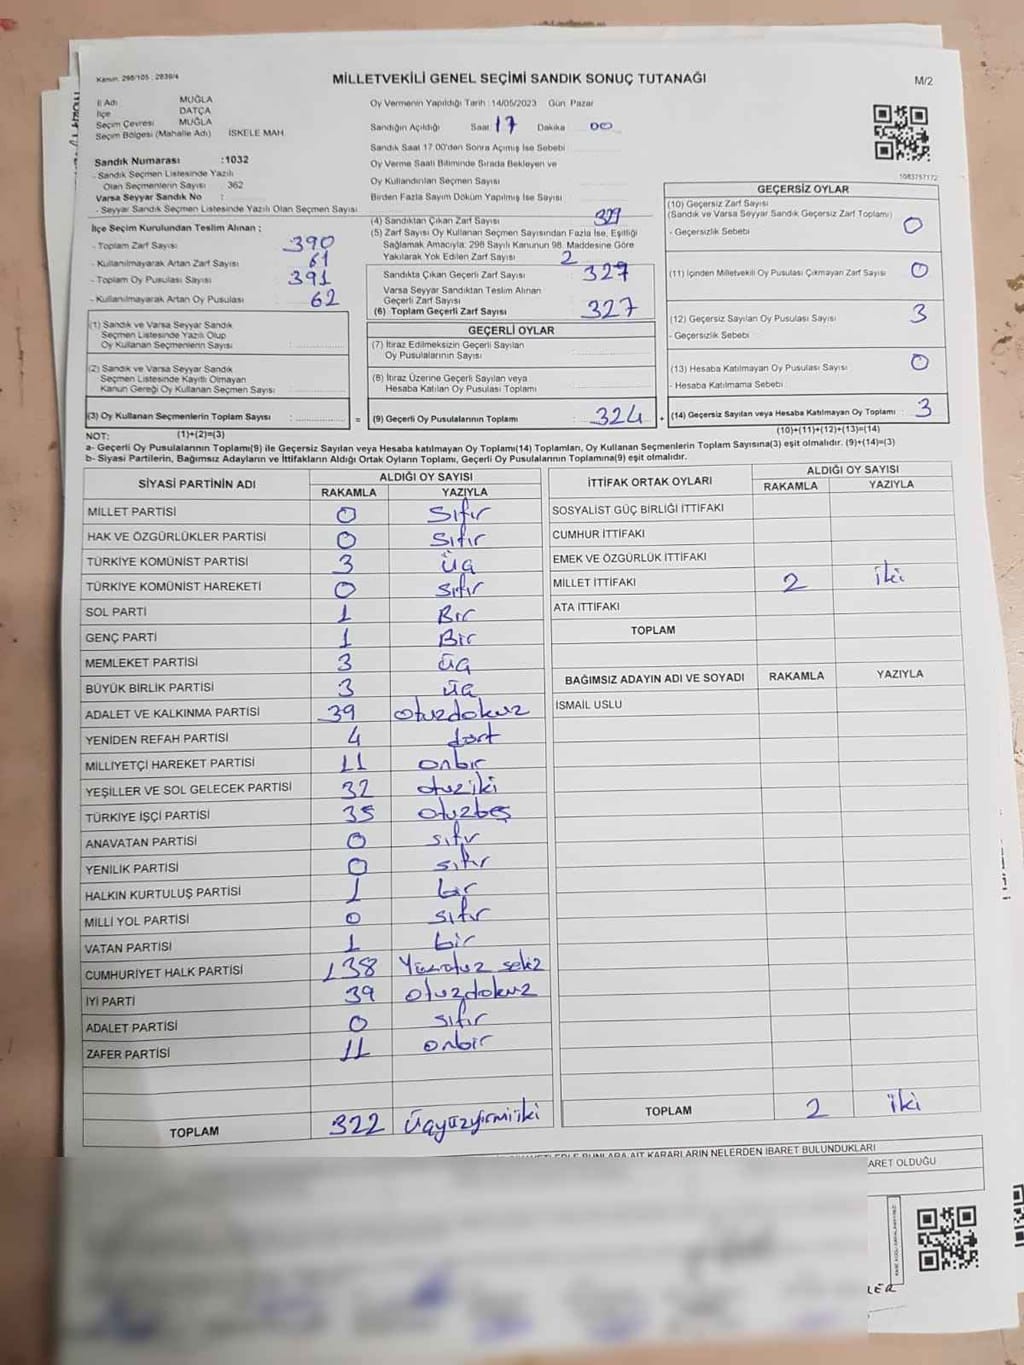 Kanun: 298/105 : 2839/4
MİLLETVEKİLİ GENEL SEÇİMİ SANDIK SONUÇ TUTANAĞI
M/2
İl Adı MUĞLA
İlçe DATÇA
Seçim Çevresi MUĞLA
Seçim Bölgesi (Mahalle Adı) İSKELE MAH
Oy Vermenin Yapıldığı Tarih : 14/05/2023 Gün Pazar
Sandığın Açıldığı Saat 17 Dakika 00
Sandık Saat 17 00'den Sonra Açımış İse Sebebi
Oy Verme Saati Bitiminde Sırada Bekleyen ve
Oy Kullandırılan Seçmen Sayısı
Birden Fazla Sayım Döküm Yapılmış İse Sayısı
1083757172
Sandık Numarası :1032
- Sandık Seçmen Listesinde Yazılı
Olan Seçmenlerin Sayısı 362
Varsa Seyyar Sandık No :
- Seyyar Sandık Seçmen Listesinde Yazılı Olan Seçmen Sayısı
İlçe Seçim Kurulundan Teslim Alınan ;
- Toplam Zarf Sayısı 390
- Kullanılmayarak Artan Zarf Sayısı 61
- Toplam Oy Pusulası Sayısı 391
- Kullanılmayarak Artan Oy Pusulası 62
(4) Sandıktan Çıkan Zarf Sayısı 329
(5) Zarf Sayısı Oy Kullanan Seçmen Sayısından Fazla İse, Eşitliği
Sağlamak Amacıyla; 298 Sayılı Kanunun 98. Maddesine Göre
Yakılarak Yok Edilen Zarf Sayısı 2
Sandıkta Çıkan Geçerli Zarf Sayısı 327
Varsa Seyyar Sandıktan Teslim Alınan
Geçerli Zarf Sayısı
(6) Toplam Geçerli Zarf Sayısı 327
GEÇERSİZ OYLAR
(10) Geçersiz Zarf Sayısı
(Sandık ve Varsa Seyyar Sandık Geçersiz Zarf Toplamı) 0
- Geçersizlik Sebebi
(11) İçinden Milletvekili Oy Pusulası Çıkmayan Zarf Sayısı 0
(12) Geçersiz Sayılan Oy Pusulası Sayısı 3
- Geçersizlik Sebebi
(13) Hesaba Katılmayan Oy Pusulası Sayısı 0
- Hesaba Katılmama Sebebi
(14) Geçersiz Sayılan veya Hesaba Katılmayan Oy Toplamı : 3
(10)+(11)+(12)+(13)=(14)
(1) Sandık ve Varsa Seyyar Sandık
Seçmen Listesinde Yazılı Olup
Oy Kullanan Seçmenlerin Sayısı :
(2) Sandık ve Varsa Seyyar Sandık
Seçmen Listesinde Kayıtlı Olmayan
Kanun Gereği Oy Kullanan Seçmen Sayısı :
(3) Oy Kullanan Seçmenlerin Toplam Sayısı : =
(1)+(2)=(3)
GEÇERLİ OYLAR
(7) İtiraz Edilmeksizin Geçerli Sayılan
Oy Pusulalarının Sayısı :
(8) İtiraz Üzerine Geçerli Sayılan veya
Hesaba Katılan Oy Pusulası Toplamı :
(9) Geçerli Oy Pusulalarının Toplamı : 324 +
NOT:
a- Geçerli Oy Pusulalarının Toplamı(9) ile Geçersiz Sayılan veya Hesaba katılmayan Oy Toplamı(14) Toplamları, Oy Kullanan Seçmenlerin Toplam Sayısına(3) eşit olmalıdır. (9)+(14)=(3)
b- Siyasi Partilerin, Bağımsız Adayların ve İttifakların Aldığı Ortak Oyların Toplamı, Geçerli Oy Pusulalarının Toplamına(9) eşit olmalıdır.
SİYASİ PARTİNİN ADI ALDIĞI OY SAYISI
RAKAMLA YAZIYLA
MİLLET PARTİSİ 0 Sıfır
HAK VE ÖZGÜRLÜKLER PARTİSİ 0 Sıfır
TÜRKİYE KOMÜNİST PARTİSİ 3 üç
TÜRKİYE KOMÜNİST HAREKETİ 0 sıfır
SOL PARTİ 1 Bir
GENÇ PARTİ 1 Bir
MEMLEKET PARTİSİ 3 üç
BÜYÜK BİRLİK PARTİSİ 3 üç
ADALET VE KALKINMA PARTİSİ 39 otuzdokuz
YENİDEN REFAH PARTİSİ 4 dört
MİLLİYETÇİ HAREKET PARTİSİ 11 onbir
YEŞİLLER VE SOL GELECEK PARTİSİ 32 otuziki
TÜRKİYE İŞÇİ PARTİSİ 35 otuzbeş
ANAVATAN PARTİSİ 0 sıfır
YENİLİK PARTİSİ 0 sıfır
HALKIN KURTULUŞ PARTİSİ 1 bir
MİLLİ YOL PARTİSİ 0 sıfır
VATAN PARTİSİ 1 bir
CUMHURİYET HALK PARTİSİ 138 Yüzotuz sekiz
İYİ PARTİ 39 otuzdokuz
ADALET PARTİSİ 0 sıfır
ZAFER PARTİSİ 11 onbir
TOPLAM 322 Üçyüzyirmiiki
İTTİFAK ORTAK OYLARI ALDIĞI OY SAYISI
RAKAMLA YAZIYLA
SOSYALİST GÜÇ BİRLİĞİ İTTİFAKI
CUMHUR İTTİFAKI
EMEK VE ÖZGÜRLÜK İTTİFAKI
MİLLET İTTİFAKI 2 iki
ATA İTTİFAKI
TOPLAM
BAĞIMSIZ ADAYIN ADI VE SOYADI RAKAMLA YAZIYLA
İSMAİL USLU
TOPLAM 2 iki
BUNLARA AİT KARARLARIN NELERDEN İBARET BULUNDUKLARI
ARET OLDUĞU
LER